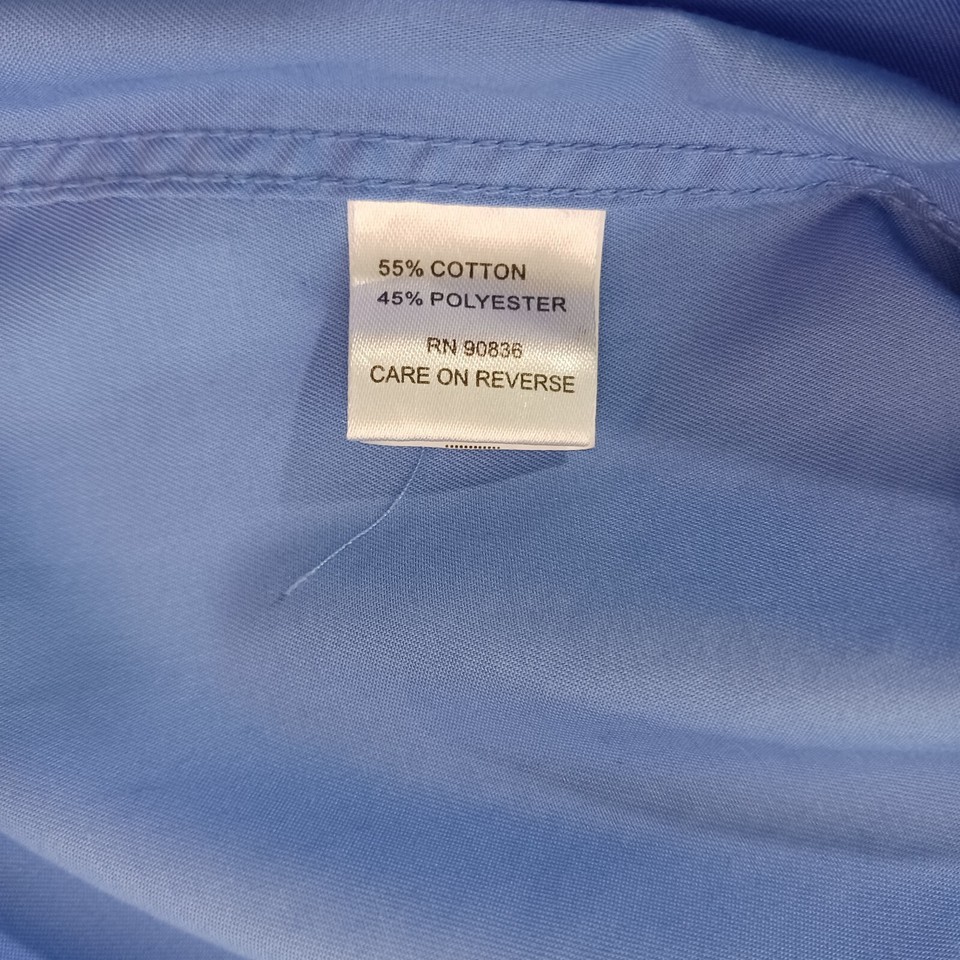 55% COTTON
45% POLYESTER
RN 90836
CARE ON REVERSE